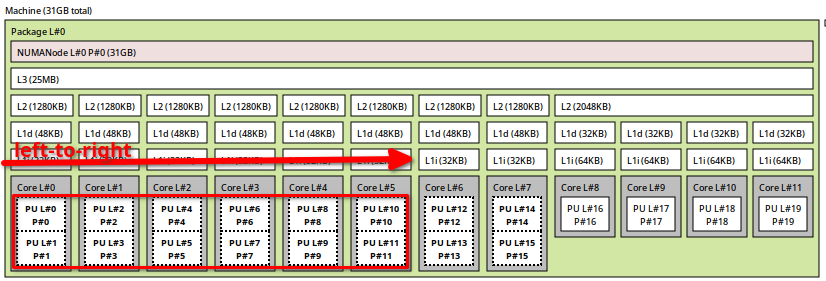 Machine (31GB total)
Package L#0
NUMANode L#0 P#0 (31GB)
L3 (25MB)
L2 (1280KB) L2 (1280KB) L2 (1280KB) L2 (1280KB) L2 (1280KB) L2 (1280KB) L2 (1280KB) L2 (1280KB) L2 (2048KB)
L1d (48KB) L1d (48KB) L1d (48KB) L1d (48KB) L1d (48KB) L1d (48KB) L1d (48KB) L1d (48KB) L1d (32KB) L1d (32KB) L1d (32KB) L1d (32KB)
left-to-right
L1i (32KB) L1i (32KB) L1i (64KB) L1i (64KB) L1i (64KB) L1i (64KB)
Core L#0 Core L#1 Core L#2 Core L#3 Core L#4 Core L#5 Core L#6 Core L#7 Core L#8 Core L#9 Core L#10 Core L#11
PU L#0 PU L#2 PU L#4 PU L#6 PU L#8 PU L#10 PU L#12 PU L#14 PU L#16 PU L#17 PU L#18 PU L#19
P#0 P#2 P#4 P#6 P#8 P#10 P#12 P#14 P#16 P#17 P#18 P#19
PU L#1 PU L#3 PU L#5 PU L#7 PU L#9 PU L#11 PU L#13 PU L#15
P#1 P#3 P#5 P#7 P#9 P#11 P#13 P#15